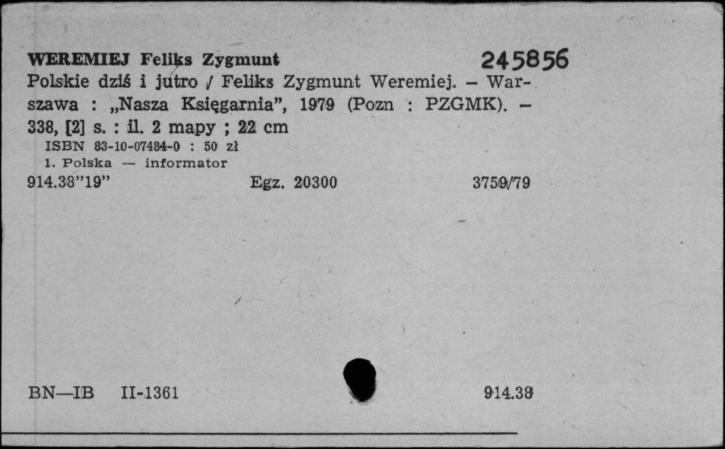 WEREMIEJ Feliks Zygmunt 245856
Polskie dziś i jutro / Feliks Zygmunt Weremiej. — War-
szawa : „Nasza Księgarnia”, 1979 (Pozn : PZGMK). —
338, [2] s. : il. 2 mapy ; 22 cm
ISBN 83-10-07484-0 : 50 zł
1. Polska — informator
914.38”19” Egz. 20300 3759/79
BN—IB II-1361 914.38